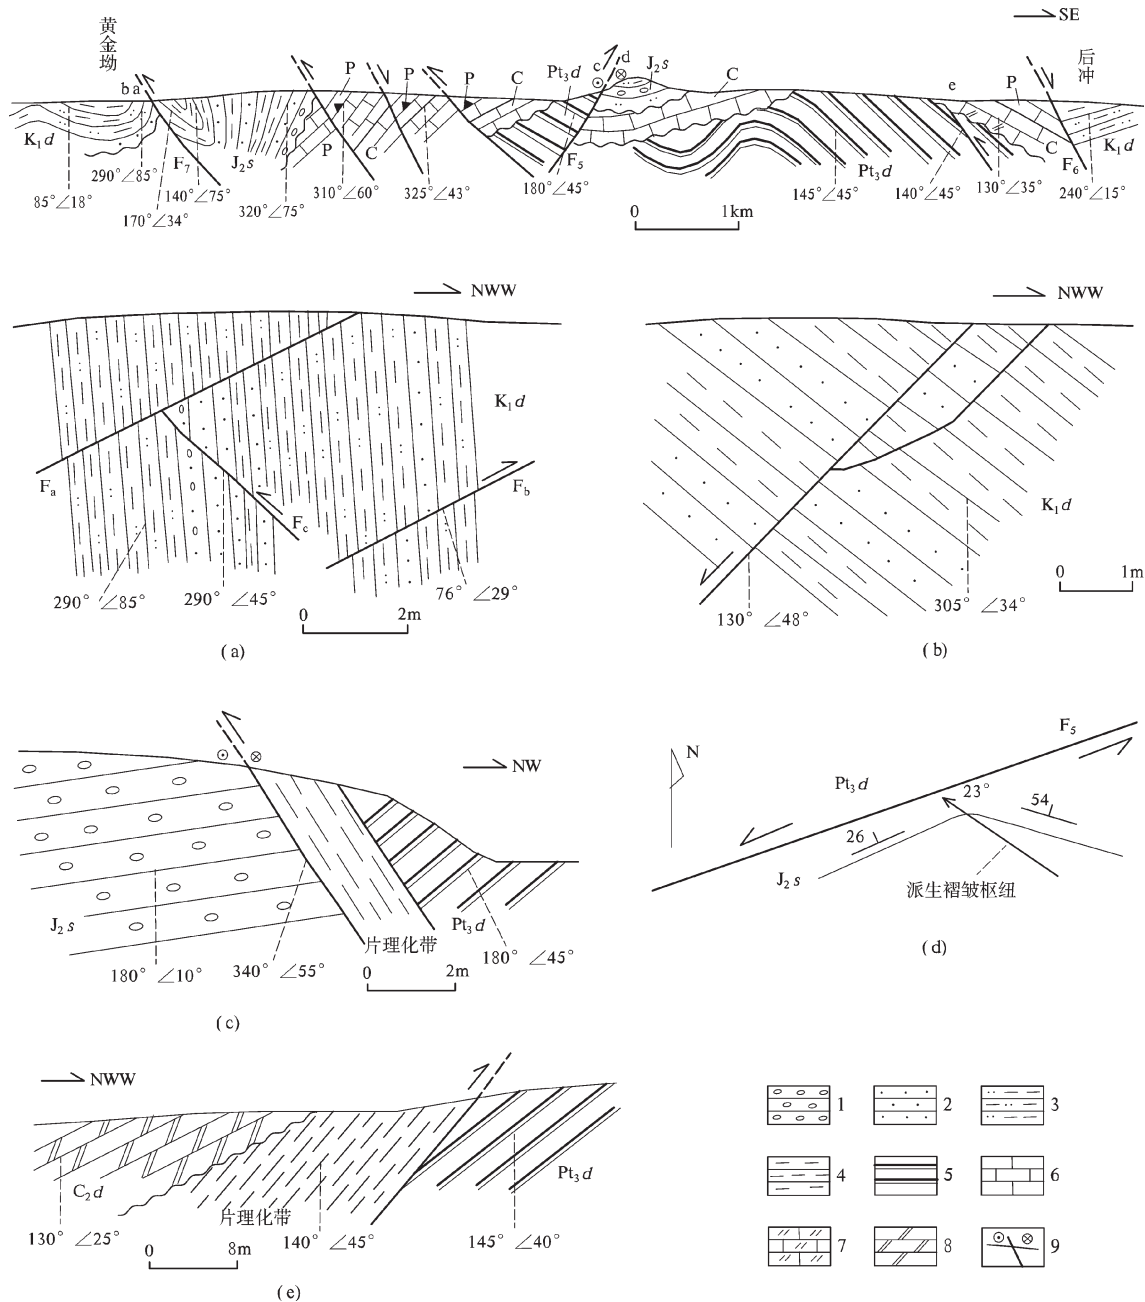 黄金坳
SE
后冲
b a
P
P
P
C
Pt₃d
c
d
J₂s
C
e
P
K₁d
F₇
J₂s
P
C
F₅
Pt₃d
C
F₆
K₁d
85°∠18°
290°∠85°
170°∠34°
140°∠75°
320°∠75°
310°∠60°
325°∠43°
180°∠45°
0 1km
145°∠45°
140°∠45°
130°∠35°
240°∠15°
NWW
K₁d
Fₐ
F_b
F_c
290° ∠85°
290° ∠45°
76° ∠29°
0 2m
(a)
NWW
K₁d
130° ∠48°
305° ∠34°
0 1m
(b)
NW
J₂s
Pt₃d
片理化带
180° ∠10°
340° ∠55°
180° ∠45°
0 2m
(c)
N
F₅
Pt₃d
23°
54
26
J₂s
派生褶皱枢纽
(d)
NWW
C₂d
Pt₃d
片理化带
130° ∠25°
140° ∠45°
145° ∠40°
0 8m
(e)
1 2 3
4 5 6
7 8 9